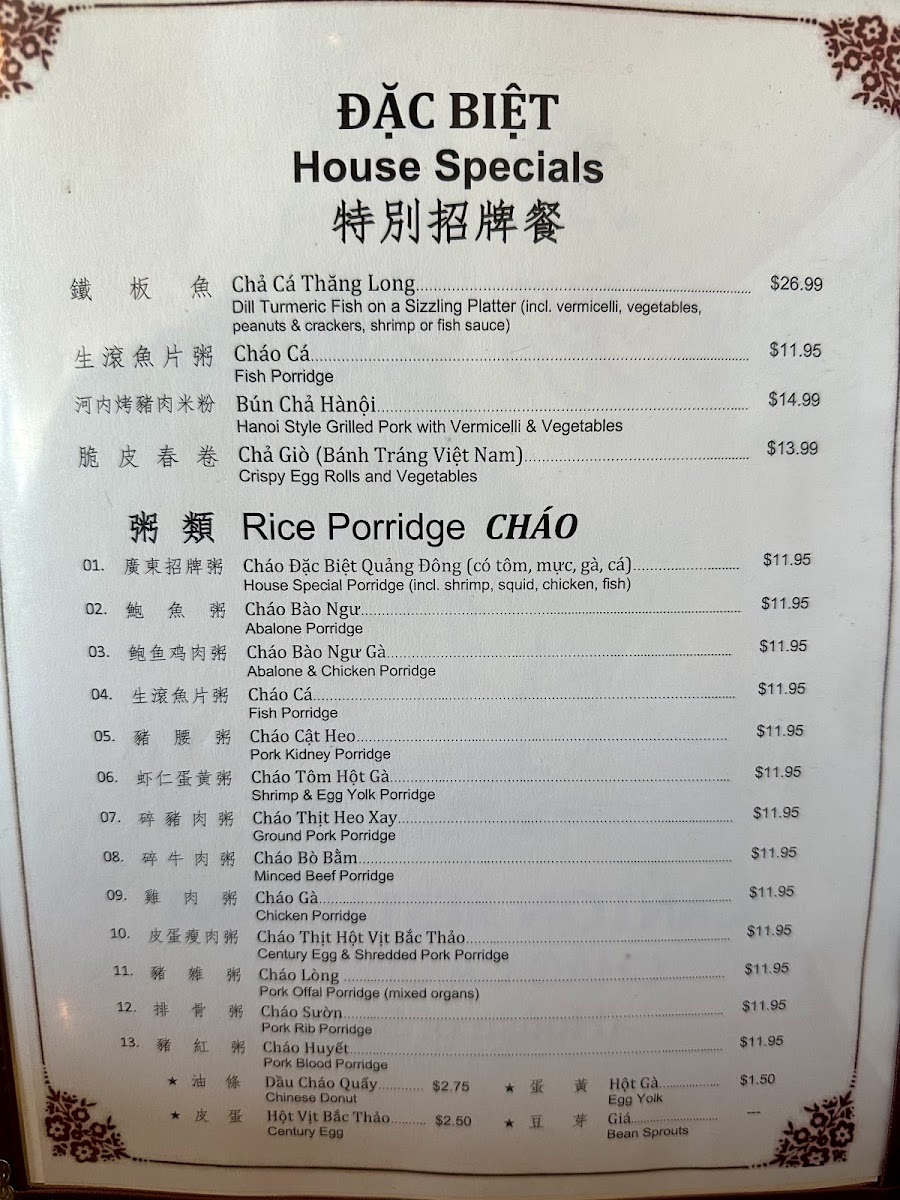 ĐẶC BIỆT
House Specials
特別招牌餐
鐵板魚 Chả Cá Thăng Long $26.99
Dill Turmeric Fish on a Sizzling Platter (incl. vermicelli, vegetables,
peanuts & crackers, shrimp or fish sauce)
生滾魚片粥 Cháo Cá $11.95
Fish Porridge
河内烤豬肉米粉 Bún Chả Hànội $14.99
Hanoi Style Grilled Pork with Vermicelli & Vegetables
脆皮春卷 Chả Giò (Bánh Tráng Việt Nam) $13.99
Crispy Egg Rolls and Vegetables
粥類 Rice Porridge CHÁO
01. 廣東招牌粥 Cháo Đặc Biệt Quảng Đông (có tôm, mực, gà, cá) $11.95
House Special Porridge (incl. shrimp, squid, chicken, fish)
02. 鮑魚粥 Cháo Bào Ngư $11.95
Abalone Porridge
03. 鲍鱼鸡肉粥 Cháo Bào Ngư Gà $11.95
Abalone & Chicken Porridge
04. 生滾魚片粥 Cháo Cá $11.95
Fish Porridge
05. 豬腰粥 Cháo Cật Heo $11.95
Pork Kidney Porridge
06. 虾仁蛋黄粥 Cháo Tôm Hột Gà $11.95
Shrimp & Egg Yolk Porridge
07. 碎豬肉粥 Cháo Thịt Heo Xay $11.95
Ground Pork Porridge
08. 碎牛肉粥 Cháo Bò Bằm $11.95
Minced Beef Porridge
09. 雞肉粥 Cháo Gà $11.95
Chicken Porridge
10. 皮蛋瘦肉粥 Cháo Thịt Hột Vịt Bắc Thảo $11.95
Century Egg & Shredded Pork Porridge
11. 豬雜粥 Cháo Lòng $11.95
Pork Offal Porridge (mixed organs)
12. 排骨粥 Cháo Sườn $11.95
Pork Rib Porridge
13. 豬紅粥 Cháo Huyết $11.95
Pork Blood Porridge
★ 油條 Dầu Cháo Quẩy $2.75 ★ 蛋黃 Hột Gà $1.50
Chinese Donut Egg Yolk
★ 皮蛋 Hột Vịt Bắc Thảo $2.50 ★ 豆芽 Giá ---
Century Egg Bean Sprouts